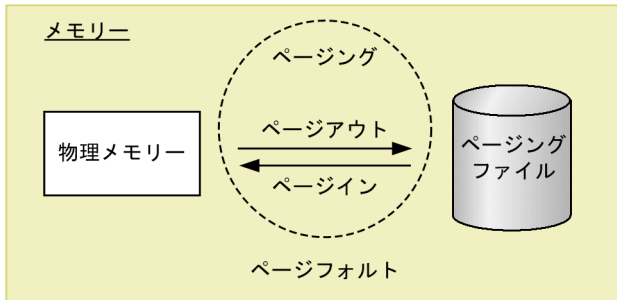 メモリー
ページング
物理メモリー
ページアウト
ページイン
ページング
ファイル
ページフォルト